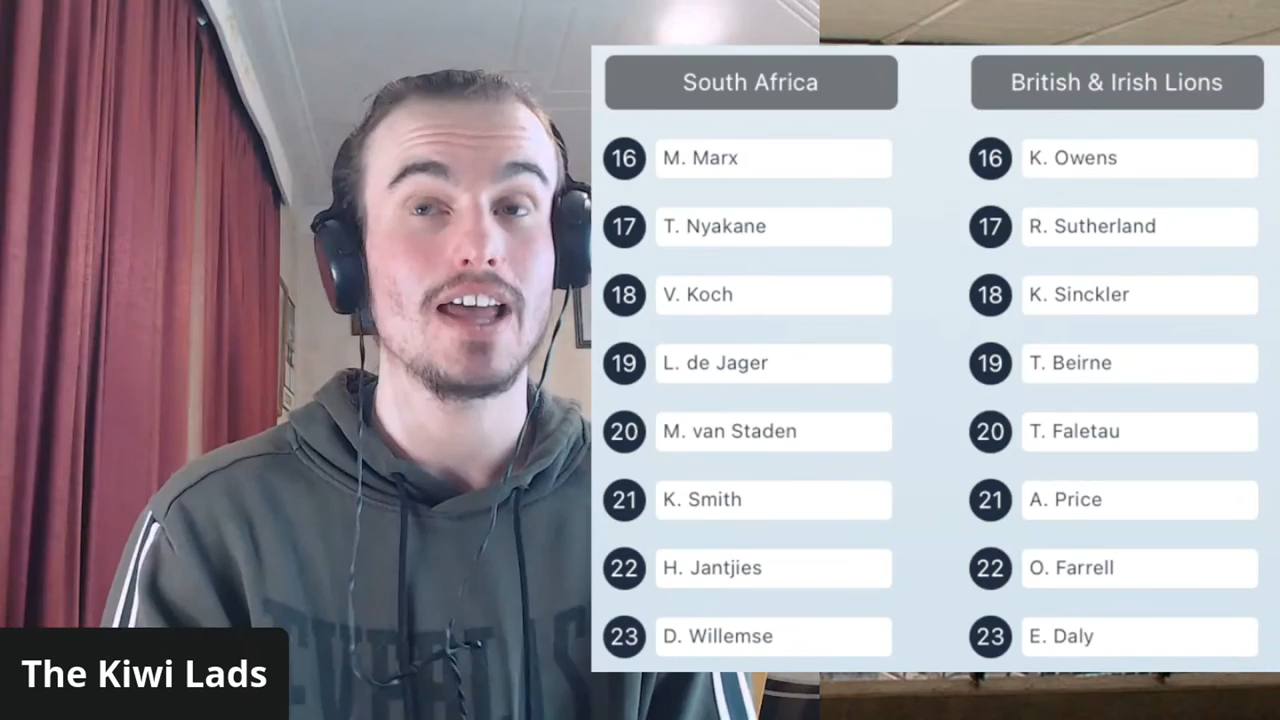 South Africa
16 M. Marx
17 T. Nyakane
18 V. Koch
19 L. de Jager
20 M. van Staden
21 K. Smith
22 H. Jantjies
23 D. Willemse
British & Irish Lions
16 K. Owens
17 R. Sutherland
18 K. Sinckler
19 T. Beirne
20 T. Faletau
21 A. Price
22 O. Farrell
23 E. Daly
EVERLAS
The Kiwi Lads